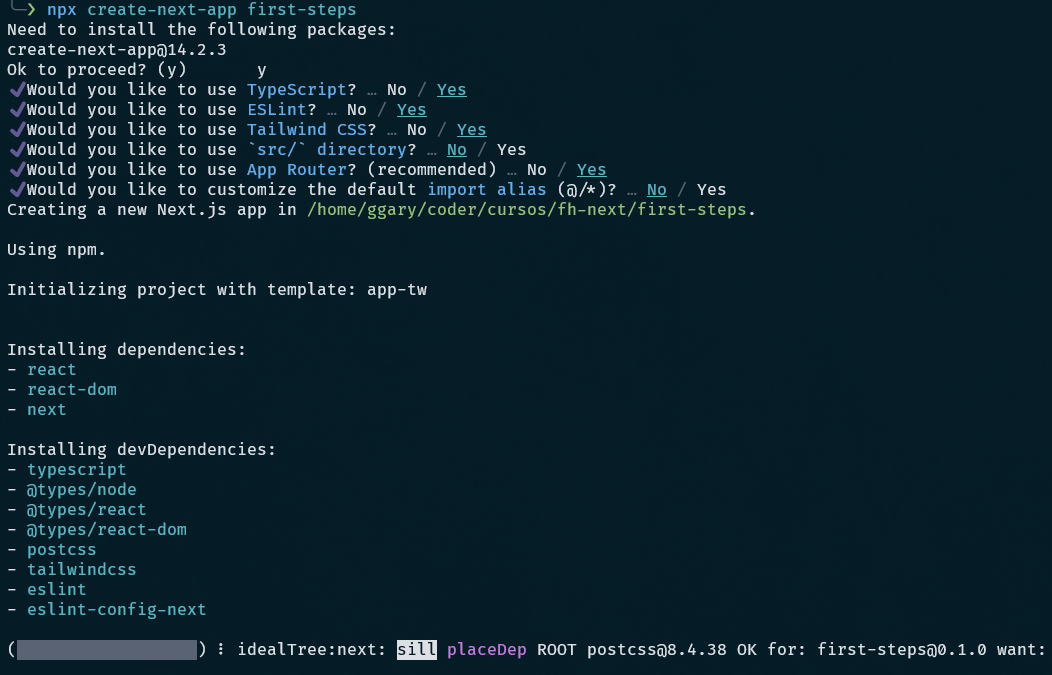 ╰─❯ npx create-next-app first-steps
Need to install the following packages:
create-next-app@14.2.3
Ok to proceed? (y) y
✔Would you like to use TypeScript? … No / Yes
✔Would you like to use ESLint? … No / Yes
✔Would you like to use Tailwind CSS? … No / Yes
✔Would you like to use `src/` directory? … No / Yes
✔Would you like to use App Router? (recommended) … No / Yes
✔Would you like to customize the default import alias (@/*)? … No / Yes
Creating a new Next.js app in /home/ggary/coder/cursos/fh-next/first-steps.
Using npm.
Initializing project with template: app-tw
Installing dependencies:
- react
- react-dom
- next
Installing devDependencies:
- typescript
- @types/node
- @types/react
- @types/react-dom
- postcss
- tailwindcss
- eslint
- eslint-config-next
( ) ⠸ idealTree:next: sill placeDep ROOT postcss@8.4.38 OK for: first-steps@0.1.0 want: